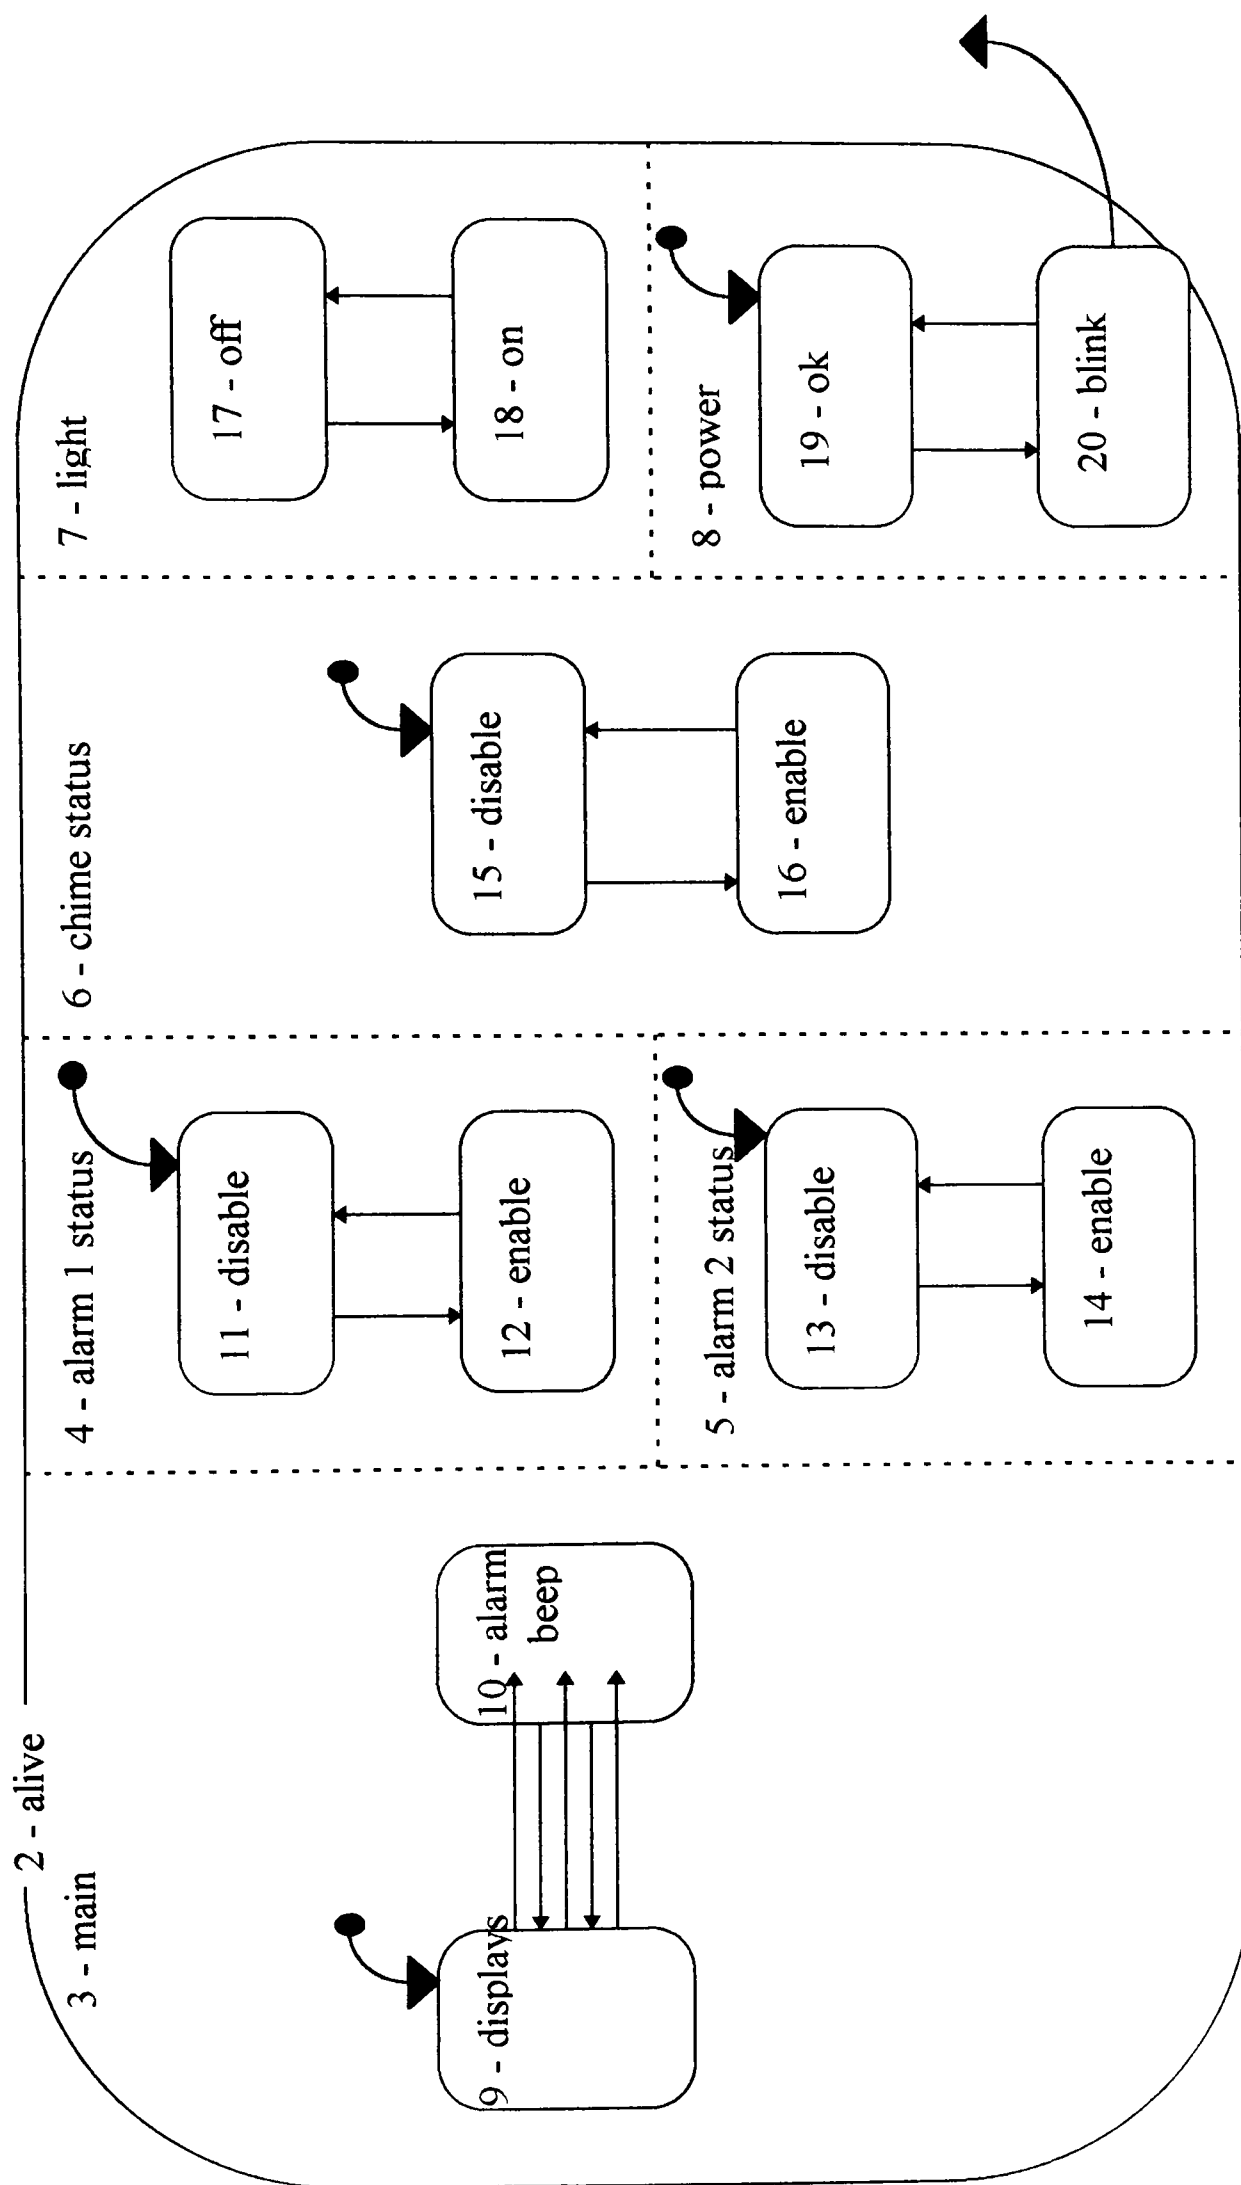 2 - alive
3 - main
9 - displays
10 - alarm
beep
4 - alarm 1 status
11 - disable
12 - enable
5 - alarm 2 status
13 - disable
14 - enable
6 - chime status
15 - disable
16 - enable
7 - light
17 - off
18 - on
8 - power
19 - ok
20 - blink